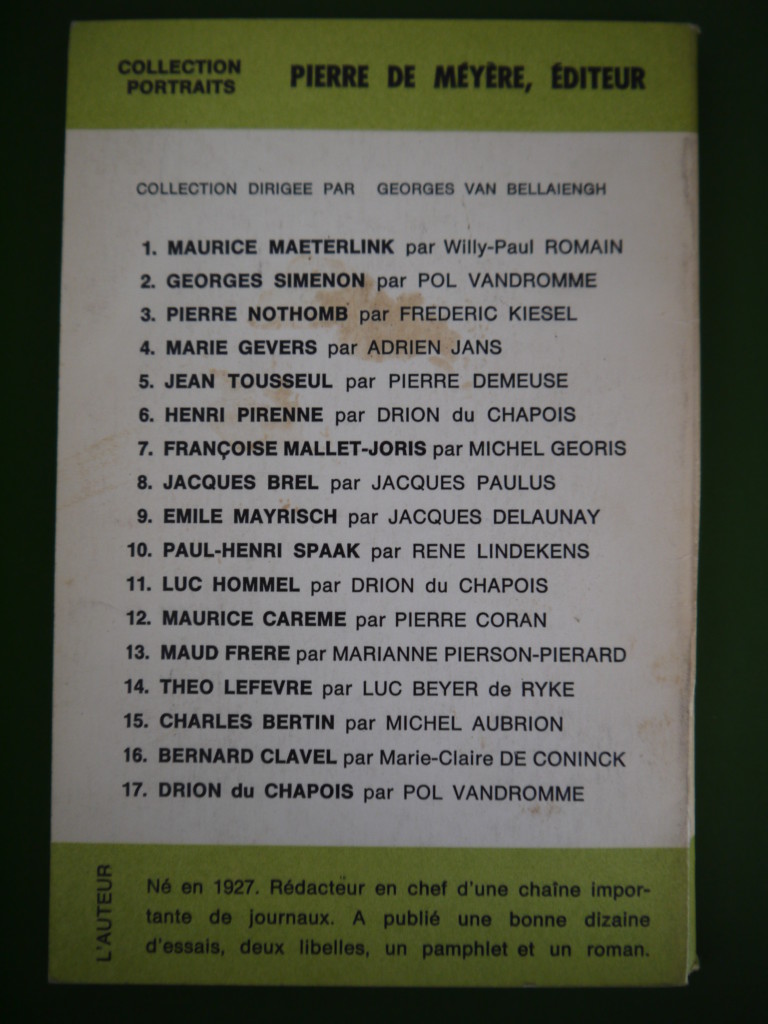 COLLECTION
PORTRAITS
PIERRE DE MÉYÈRE, ÉDITEUR
COLLECTION DIRIGEE PAR GEORGES VAN BELLAIENGH
1. MAURICE MAETERLINK par Willy-Paul ROMAIN
2. GEORGES SIMENON par POL VANDROMME
3. PIERRE NOTHOMB par FREDERIC KIESEL
4. MARIE GEVERS par ADRIEN JANS
5. JEAN TOUSSEUL par PIERRE DEMEUSE
6. HENRI PIRENNE par DRION du CHAPOIS
7. FRANÇOISE MALLET-JORIS par MICHEL GEORIS
8. JACQUES BREL par JACQUES PAULUS
9. EMILE MAYRISCH par JACQUES DELAUNAY
10. PAUL-HENRI SPAAK par RENE LINDEKENS
11. LUC HOMMEL par DRION du CHAPOIS
12. MAURICE CAREME par PIERRE CORAN
13. MAUD FRERE par MARIANNE PIERSON-PIERARD
14. THEO LEFEVRE par LUC BEYER de RYKE
15. CHARLES BERTIN par MICHEL AUBRION
16. BERNARD CLAVEL par Marie-Claire DE CONINCK
17. DRION du CHAPOIS par POL VANDROMME
L'AUTEUR
Né en 1927. Rédacteur en chef d'une chaîne impor-
tante de journaux. A publié une bonne dizaine
d'essais, deux libelles, un pamphlet et un roman.